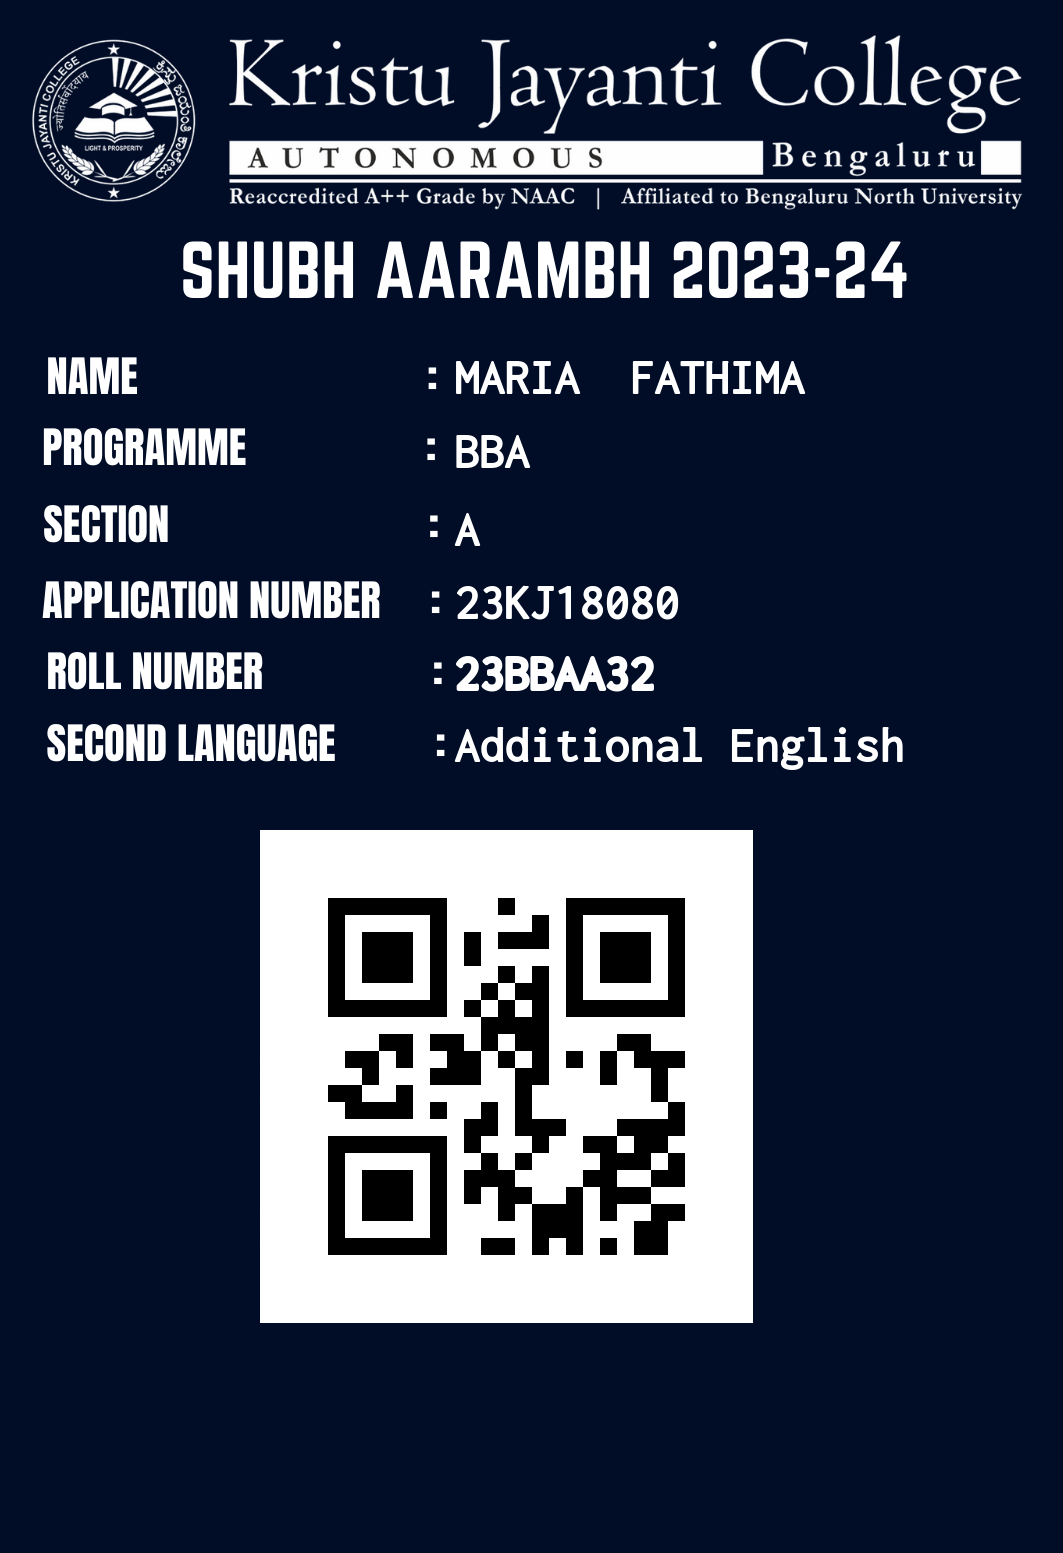 Kristu Jayanti College
AUTONOMOUS Bengaluru
Reaccredited A++ Grade by NAAC | Affiliated to Bengaluru North University
KRISTU JAYANTI COLLEGE
LIGHT & PROSPERITY
SHUBH AARAMBH 2023-24
NAME : MARIA FATHIMA
PROGRAMME : BBA
SECTION : A
APPLICATION NUMBER : 23KJ18080
ROLL NUMBER : 23BBAA32
SECOND LANGUAGE : Additional English